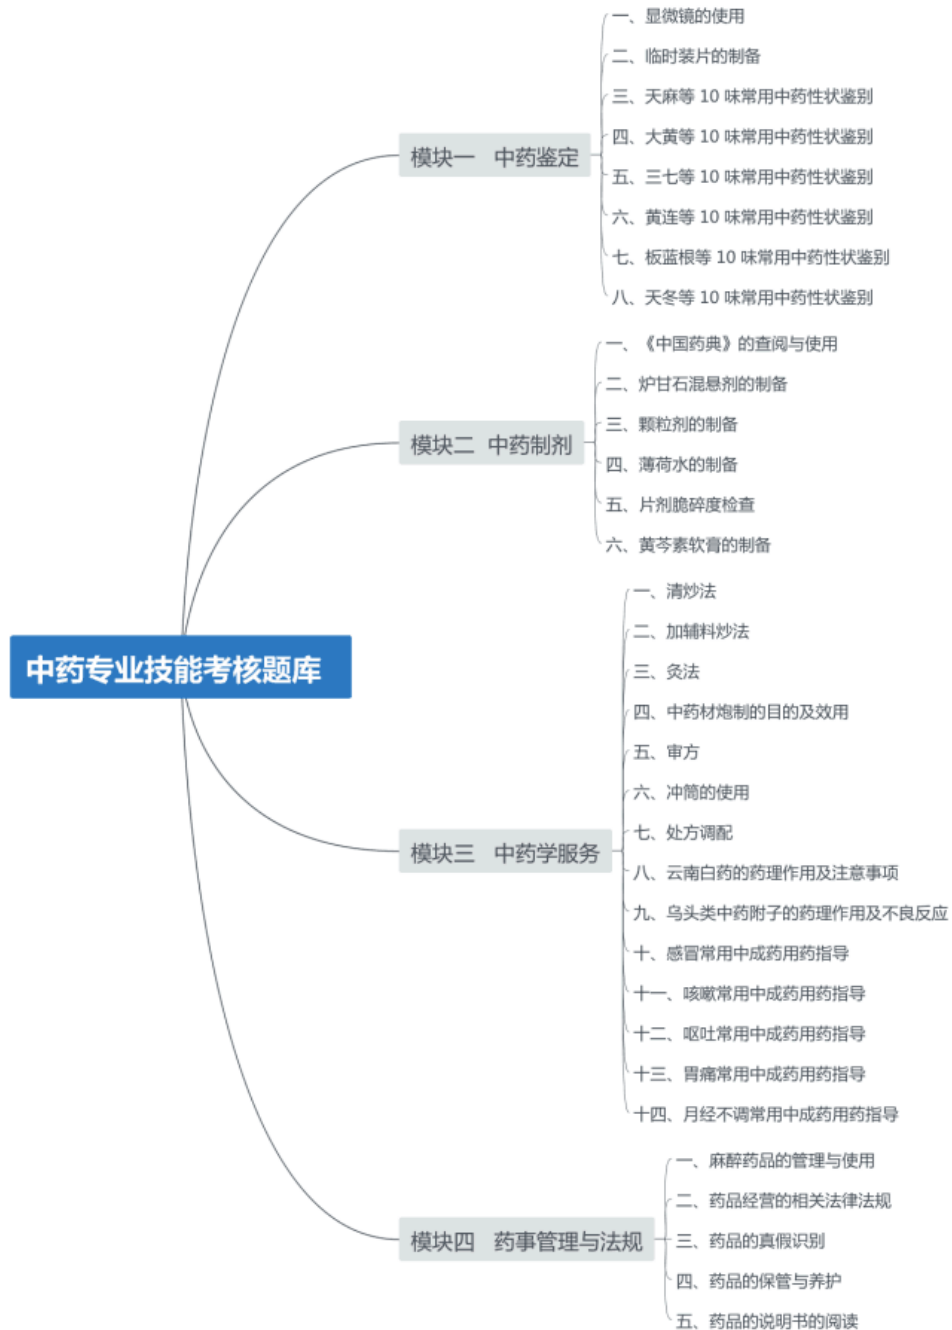 中药专业技能考核题库
模块一 中药鉴定
一、显微镜的使用
二、临时装片的制备
三、天麻等 10 味常用中药性状鉴别
四、大黄等 10 味常用中药性状鉴别
五、三七等 10 味常用中药性状鉴别
六、黄连等 10 味常用中药性状鉴别
七、板蓝根等 10 味常用中药性状鉴别
八、天冬等 10 味常用中药性状鉴别
模块二 中药制剂
一、《中国药典》的查阅与使用
二、炉甘石混悬剂的制备
三、颗粒剂的制备
四、薄荷水的制备
五、片剂脆碎度检查
六、黄芩素软膏的制备
模块三 中药学服务
一、清炒法
二、加辅料炒法
三、灸法
四、中药材炮制的目的及效用
五、审方
六、冲筒的使用
七、处方调配
八、云南白药的药理作用及注意事项
九、乌头类中药附子的药理作用及不良反应
十、感冒常用中成药用药指导
十一、咳嗽常用中成药用药指导
十二、呕吐常用中成药用药指导
十三、胃痛常用中成药用药指导
十四、月经不调常用中成药用药指导
模块四 药事管理与法规
一、麻醉药品的管理与使用
二、药品经营的相关法律法规
三、药品的真假识别
四、药品的保管与养护
五、药品的说明书的阅读